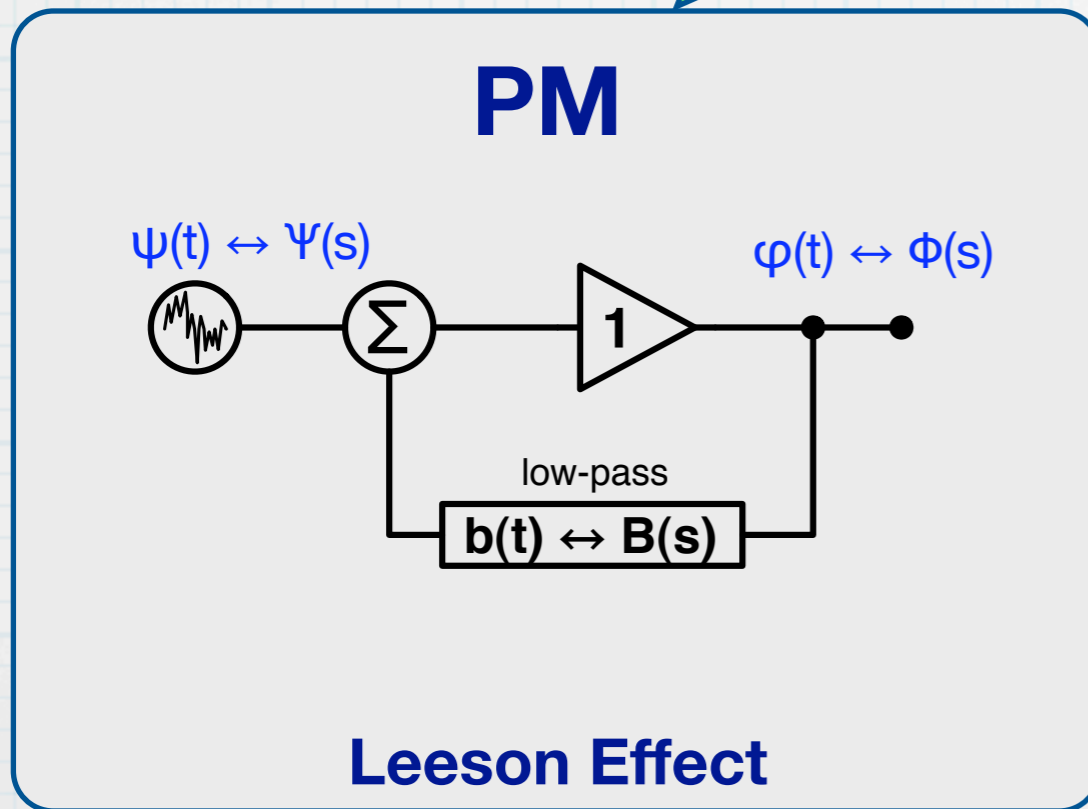 PM
ψ(t) ↔ Ψ(s)
φ(t) ↔ Φ(s)
Σ
1
low-pass
b(t) ↔ B(s)
Leeson Effect